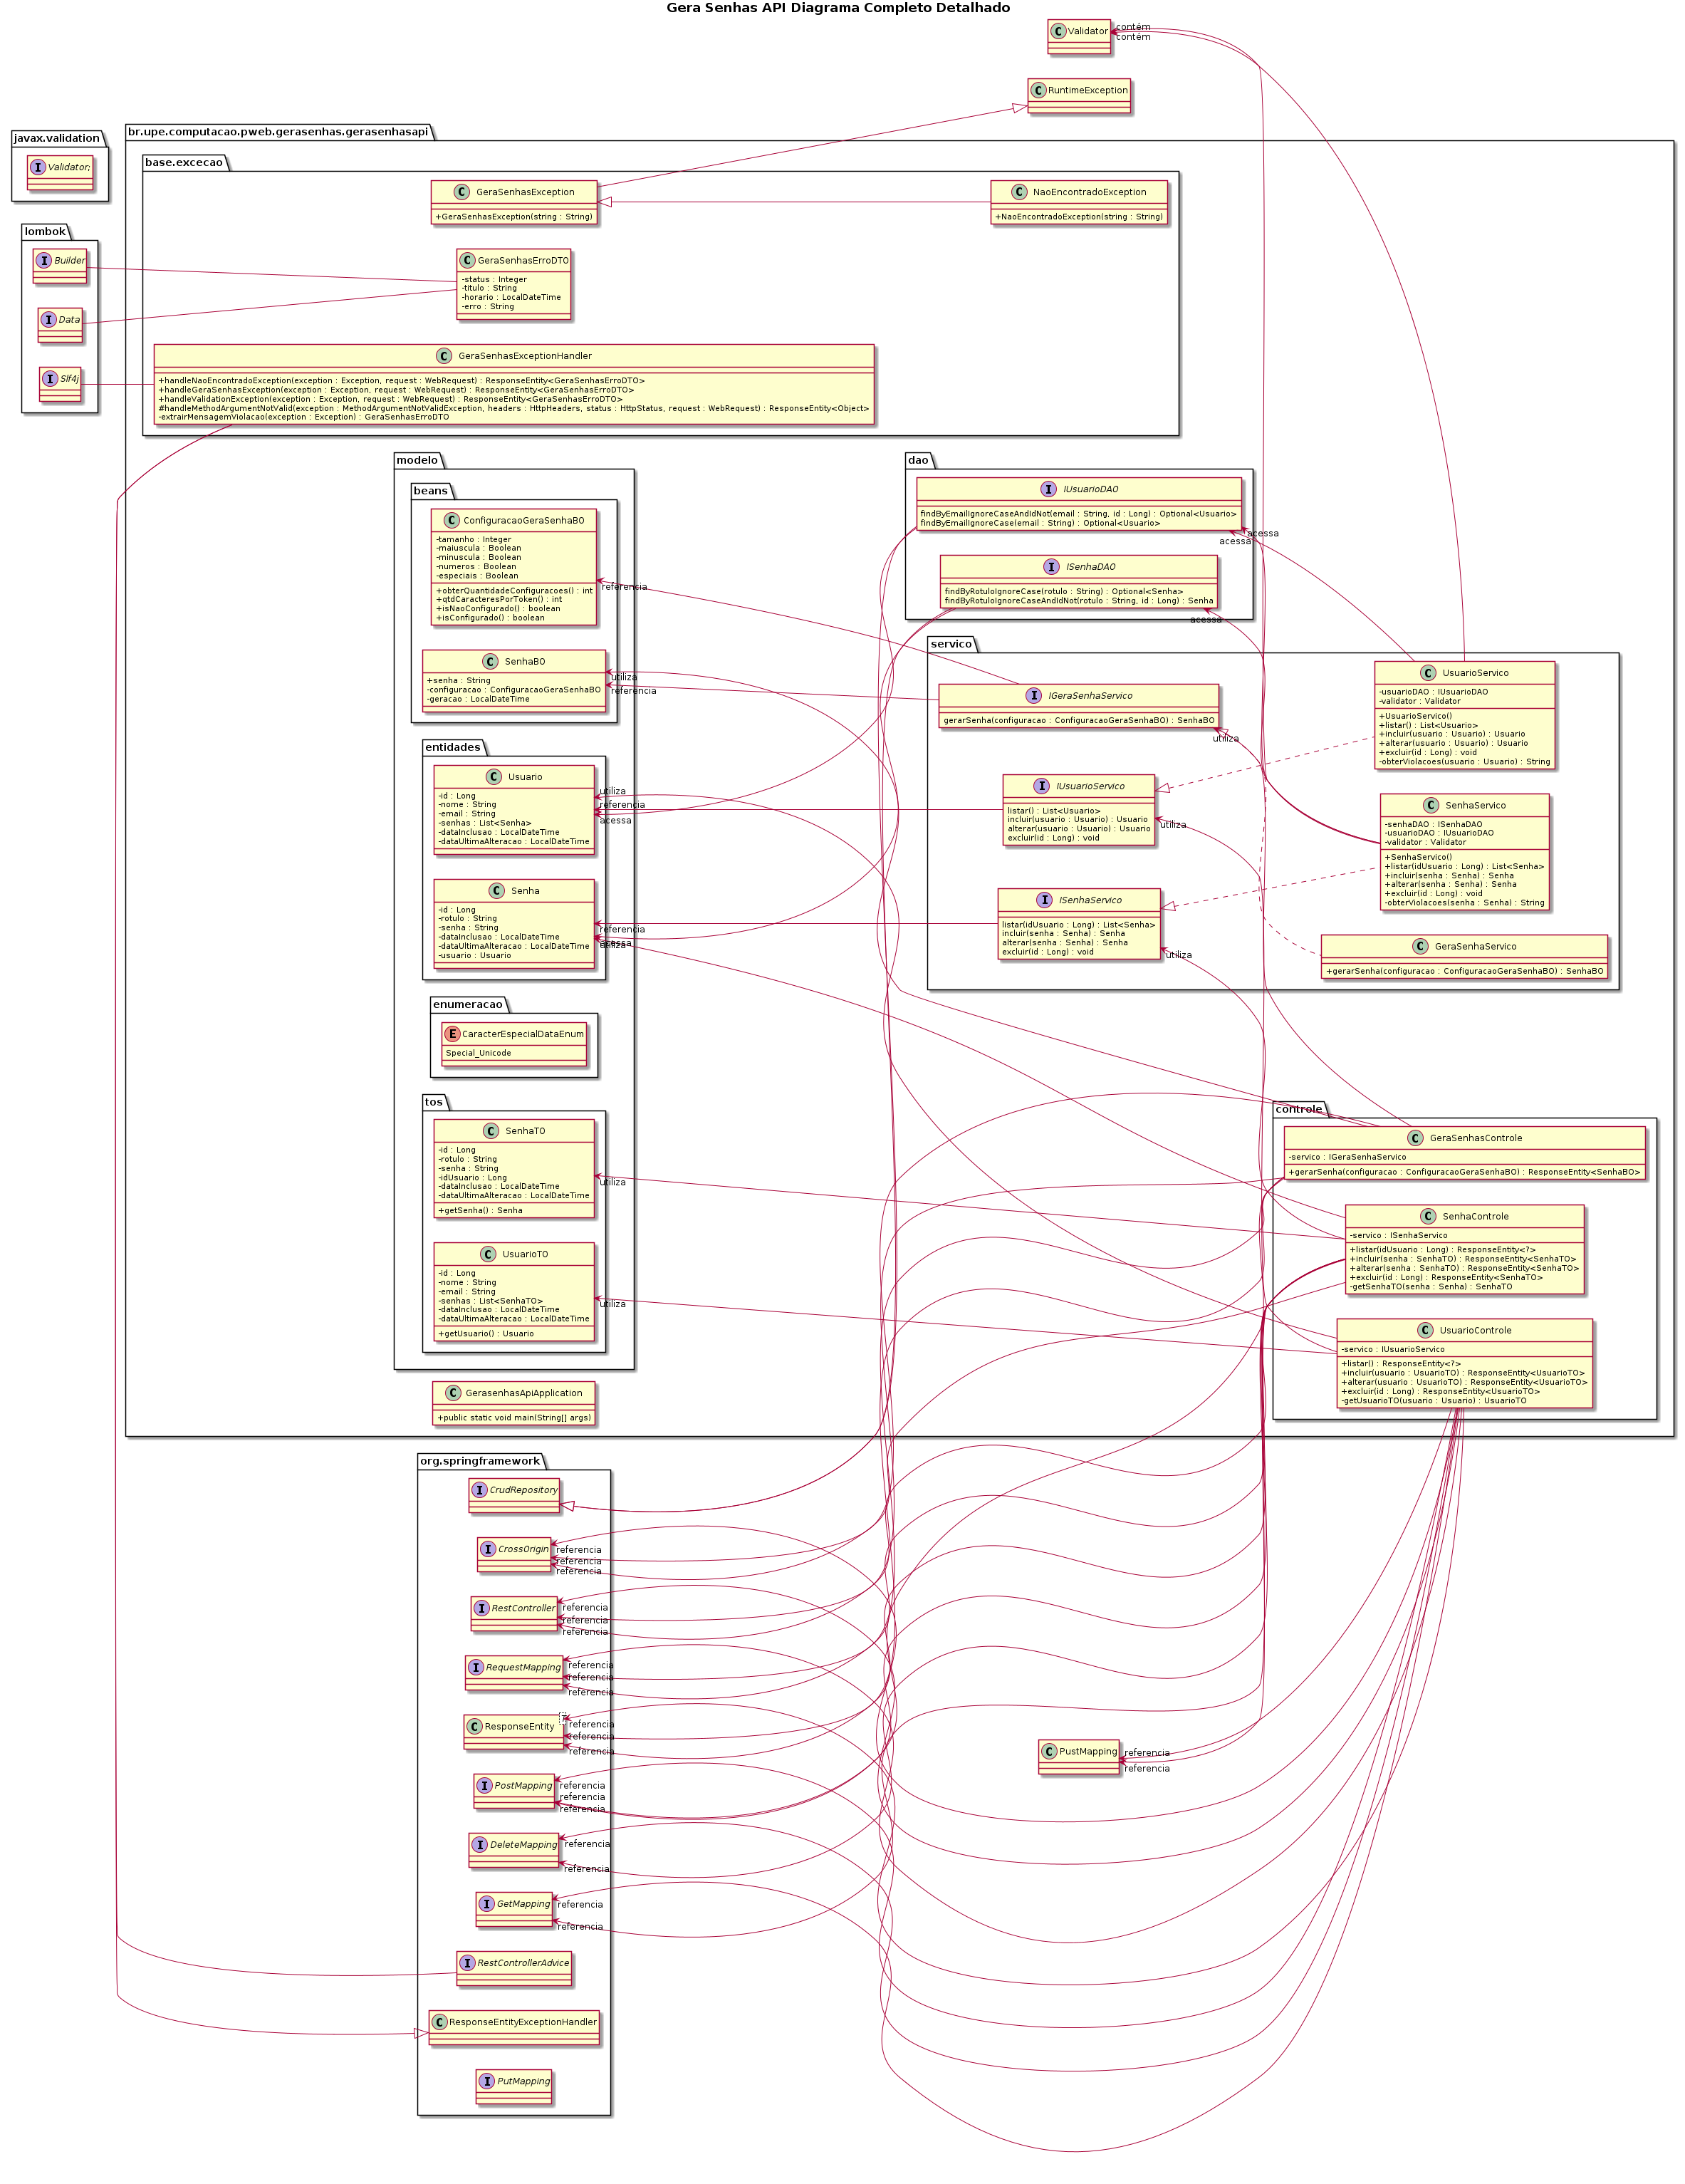 Gera Senhas API Diagrama Completo Detalhado
C Validator
contém
contém
C RuntimeException
javax.validation
I Validator;
br.upe.computacao.pweb.gerasenhas.gerasenhasapi
base.excecao
C GeraSenhasException
+GeraSenhasException(string : String)
C NaoEncontradoException
+NaoEncontradoException(string : String)
lombok
I Builder
I Data
I Slf4j
C GeraSenhasErroDTO
-status : Integer
-titulo : String
-horario : LocalDateTime
-erro : String
C GeraSenhasExceptionHandler
+handleNaoEncontradoException(exception : Exception, request : WebRequest) : ResponseEntity<GeraSenhasErroDTO>
+handleGeraSenhasException(exception : Exception, request : WebRequest) : ResponseEntity<GeraSenhasErroDTO>
+handleValidationException(exception : Exception, request : WebRequest) : ResponseEntity<GeraSenhasErroDTO>
#handleMethodArgumentNotValid(exception : MethodArgumentNotValidException, headers : HttpHeaders, status : HttpStatus, request : WebRequest) : ResponseEntity<Object>
-extrairMensagemViolacao(exception : Exception) : GeraSenhasErroDTO
modelo
beans
C ConfiguracaoGeraSenhaBO
-tamanho : Integer
-maiuscula : Boolean
-minuscula : Boolean
-numeros : Boolean
-especiais : Boolean
+obterQuantidadeConfiguracoes() : int
+qtdCaracteresPorToken() : int
+isNaoConfigurado() : boolean
+isConfigurado() : boolean
referencia
C SenhaBO
+senha : String
-configuracao : ConfiguracaoGeraSenhaBO
-geracao : LocalDateTime
utiliza
referencia
dao
I IUsuarioDAO
findByEmailIgnoreCaseAndIdNot(email : String, id : Long) : Optional<Usuario>
findByEmailIgnoreCase(email : String) : Optional<Usuario>
acessa
acessa
I ISenhaDAO
findByRotuloIgnoreCase(rotulo : String) : Optional<Senha>
findByRotuloIgnoreCaseAndIdNot(rotulo : String, id : Long) : Senha
acessa
servico
I IGeraSenhaServico
gerarSenha(configuracao : ConfiguracaoGeraSenhaBO) : SenhaBO
utiliza
C UsuarioServico
-usuarioDAO : IUsuarioDAO
-validator : Validator
+UsuarioServico()
+listar() : List<Usuario>
+incluir(usuario : Usuario) : Usuario
+alterar(usuario : Usuario) : Usuario
+excluir(id : Long) : void
-obterViolacoes(usuario : Usuario) : String
entidades
C Usuario
-id : Long
-nome : String
-email : String
-senhas : List<Senha>
-dataInclusao : LocalDateTime
-dataUltimaAlteracao : LocalDateTime
utiliza
referencia
acessa
I IUsuarioServico
listar() : List<Usuario>
incluir(usuario : Usuario) : Usuario
alterar(usuario : Usuario) : Usuario
excluir(id : Long) : void
utiliza
C SenhaServico
-senhaDAO : ISenhaDAO
-usuarioDAO : IUsuarioDAO
-validator : Validator
+SenhaServico()
+listar(idUsuario : Long) : List<Senha>
+incluir(senha : Senha) : Senha
+alterar(senha : Senha) : Senha
+excluir(id : Long) : void
-obterViolacoes(senha : Senha) : String
C Senha
-id : Long
-rotulo : String
-senha : String
-dataInclusao : LocalDateTime
-dataUltimaAlteracao : LocalDateTime
-usuario : Usuario
referencia
acessa
utiliza
I ISenhaServico
listar(idUsuario : Long) : List<Senha>
incluir(senha : Senha) : Senha
alterar(senha : Senha) : Senha
excluir(id : Long) : void
utiliza
C GeraSenhaServico
+gerarSenha(configuracao : ConfiguracaoGeraSenhaBO) : SenhaBO
enumeracao
E CaracterEspecialDataEnum
Special_Unicode
tos
C SenhaTO
-id : Long
-rotulo : String
-senha : String
-idUsuario : Long
-dataInclusao : LocalDateTime
-dataUltimaAlteracao : LocalDateTime
+getSenha() : Senha
utiliza
C UsuarioTO
-id : Long
-nome : String
-email : String
-senhas : List<SenhaTO>
-dataInclusao : LocalDateTime
-dataUltimaAlteracao : LocalDateTime
+getUsuario() : Usuario
utiliza
controle
C GeraSenhasControle
-servico : IGeraSenhaServico
+gerarSenha(configuracao : ConfiguracaoGeraSenhaBO) : ResponseEntity<SenhaBO>
C SenhaControle
-servico : ISenhaServico
+listar(idUsuario : Long) : ResponseEntity<?>
+incluir(senha : SenhaTO) : ResponseEntity<SenhaTO>
+alterar(senha : SenhaTO) : ResponseEntity<SenhaTO>
+excluir(id : Long) : ResponseEntity<SenhaTO>
-getSenhaTO(senha : Senha) : SenhaTO
C UsuarioControle
-servico : IUsuarioServico
+listar() : ResponseEntity<?>
+incluir(usuario : UsuarioTO) : ResponseEntity<UsuarioTO>
+alterar(usuario : UsuarioTO) : ResponseEntity<UsuarioTO>
+excluir(id : Long) : ResponseEntity<UsuarioTO>
-getUsuarioTO(usuario : Usuario) : UsuarioTO
C GerasenhasApiApplication
+public static void main(String[] args)
org.springframework
I CrudRepository
I CrossOrigin
referencia
referencia
referencia
I RestController
referencia
referencia
referencia
I RequestMapping
referencia
referencia
referencia
C ResponseEntity
T
referencia
referencia
referencia
C PustMapping
referencia
referencia
I PostMapping
referencia
referencia
referencia
I DeleteMapping
referencia
referencia
I GetMapping
referencia
referencia
I RestControllerAdvice
C ResponseEntityExceptionHandler
I PutMapping